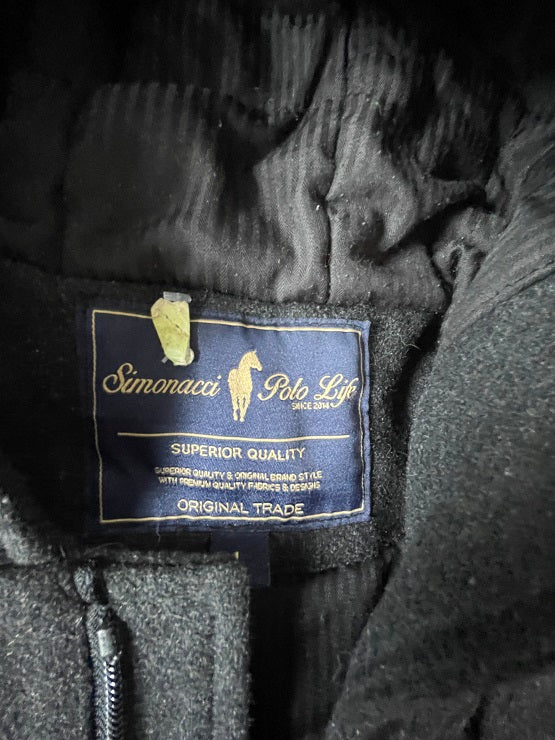 Simonacci Polo Life
SINCE 2014
SUPERIOR QUALITY
SUPERIOR QUALITY & ORIGINAL BRAND STYLE
WITH PREMIUM QUALITY FABRICS & DESIGNS
ORIGINAL TRADE